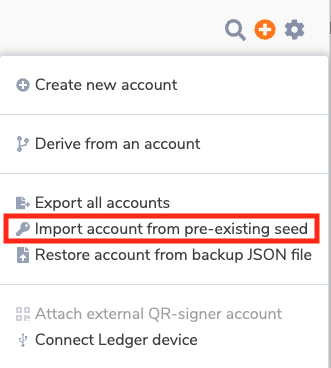 Create new account
Derive from an account
Export all accounts
Import account from pre-existing seed
Restore account from backup JSON file
Attach external QR-signer account
Connect Ledger device